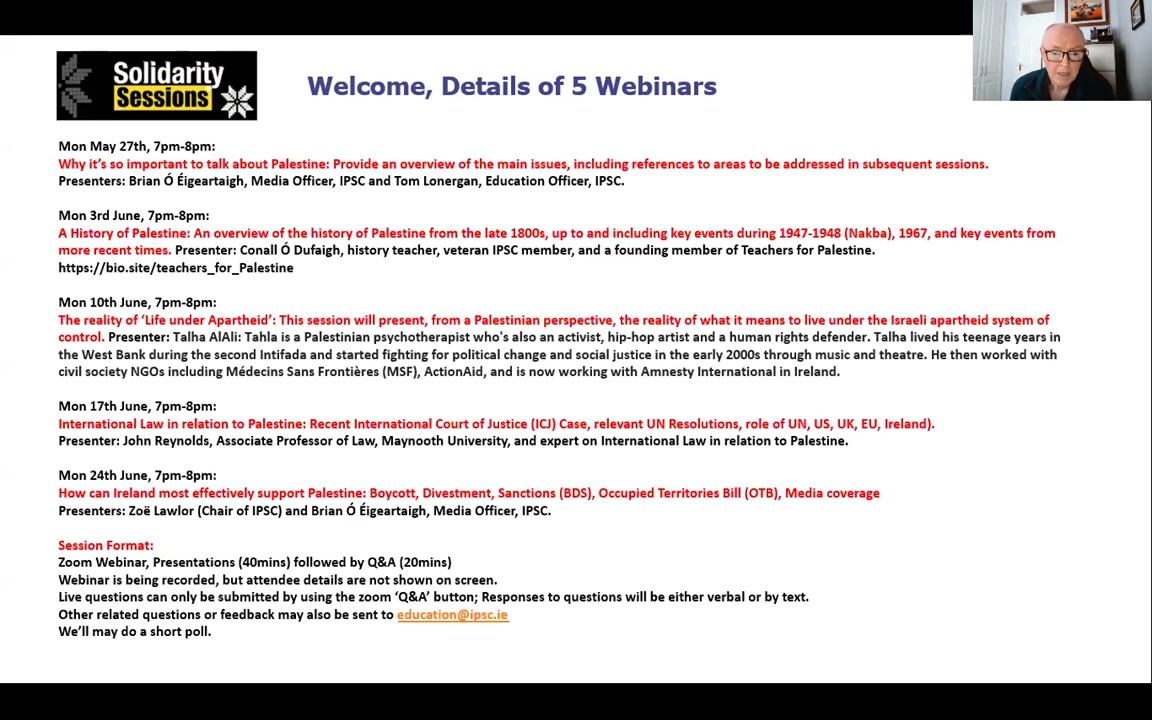 Solidarity
Sessions
Welcome, Details of 5 Webinars
Mon May 27th, 7pm-8pm:
Why it's so important to talk about Palestine: Provide an overview of the main issues, including references to areas to be addressed in subsequent sessions.
Presenters: Brian Ó Éigeartaigh, Media Officer, IPSC and Tom Lonergan, Education Officer, IPSC.
Mon 3rd June, 7pm-8pm:
A History of Palestine: An overview of the history of Palestine from the late 1800s, up to and including key events during 1947-1948 (Nakba), 1967, and key events from
more recent times. Presenter: Conall Ó Dufaigh, history teacher, veteran IPSC member, and a founding member of Teachers for Palestine.
https://bio.site/teachers_for_Palestine
Mon 10th June, 7pm-8pm:
The reality of ‘Life under Apartheid’: This session will present, from a Palestinian perspective, the reality of what it means to live under the Israeli apartheid system of
control. Presenter: Talha AlAli: Tahla is a Palestinian psychotherapist who's also an activist, hip-hop artist and a human rights defender. Talha lived his teenage years in
the West Bank during the second Intifada and started fighting for political change and social justice in the early 2000s through music and theatre. He then worked with
civil society NGOs including Médecins Sans Frontières (MSF), ActionAid, and is now working with Amnesty International in Ireland.
Mon 17th June, 7pm-8pm:
International Law in relation to Palestine: Recent International Court of Justice (ICJ) Case, relevant UN Resolutions, role of UN, US, UK, EU, Ireland).
Presenter: John Reynolds, Associate Professor of Law, Maynooth University, and expert on International Law in relation to Palestine.
Mon 24th June, 7pm-8pm:
How can Ireland most effectively support Palestine: Boycott, Divestment, Sanctions (BDS), Occupied Territories Bill (OTB), Media coverage
Presenters: Zoë Lawlor (Chair of IPSC) and Brian Ó Éigeartaigh, Media Officer, IPSC.
Session Format:
Zoom Webinar, Presentations (40mins) followed by Q&A (20mins)
Webinar is being recorded, but attendee details are not shown on screen.
Live questions can only be submitted by using the zoom ‘Q&A’ button; Responses to questions will be either verbal or by text.
Other related questions or feedback may also be sent to education@ipsc.ie
We’ll may do a short poll.